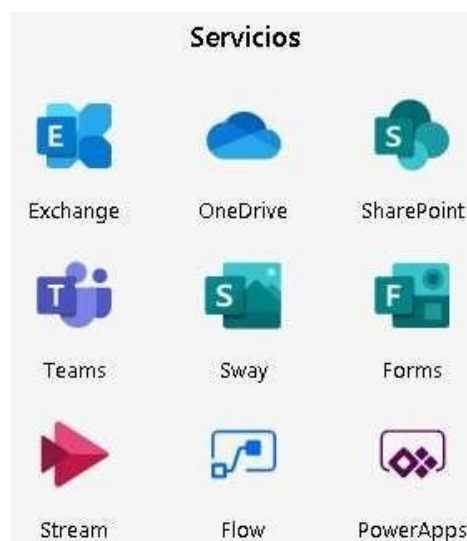 Servicios
E
S
Exchange OneDrive SharePoint
T S F
Teams Sway Forms
Stream Flow PowerApps